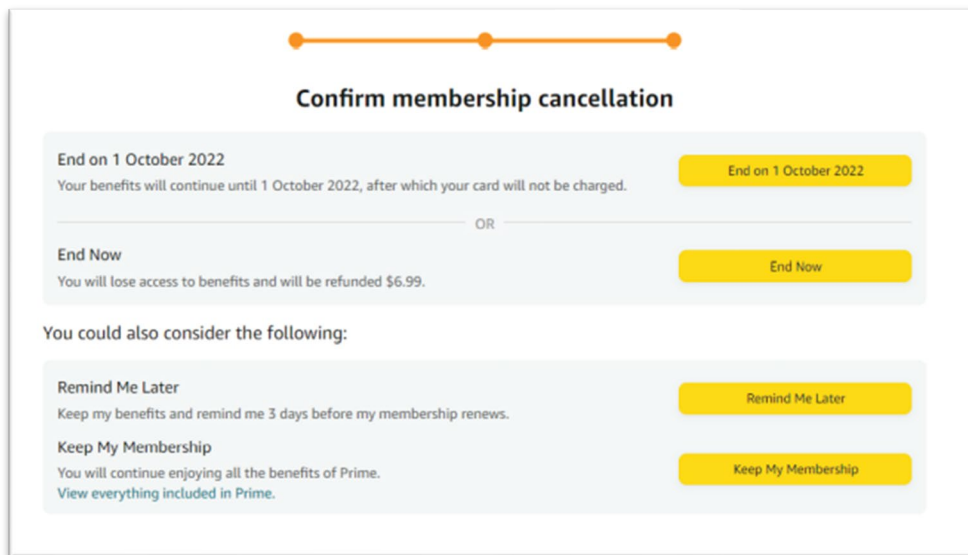 Confirm membership cancellation
End on 1 October 2022
Your benefits will continue until 1 October 2022, after which your card will not be charged.
End on 1 October 2022
OR
End Now
You will lose access to benefits and will be refunded $6.99.
End Now
You could also consider the following:
Remind Me Later
Keep my benefits and remind me 3 days before my membership renews.
Remind Me Later
Keep My Membership
You will continue enjoying all the benefits of Prime.
View everything included in Prime.
Keep My Membership